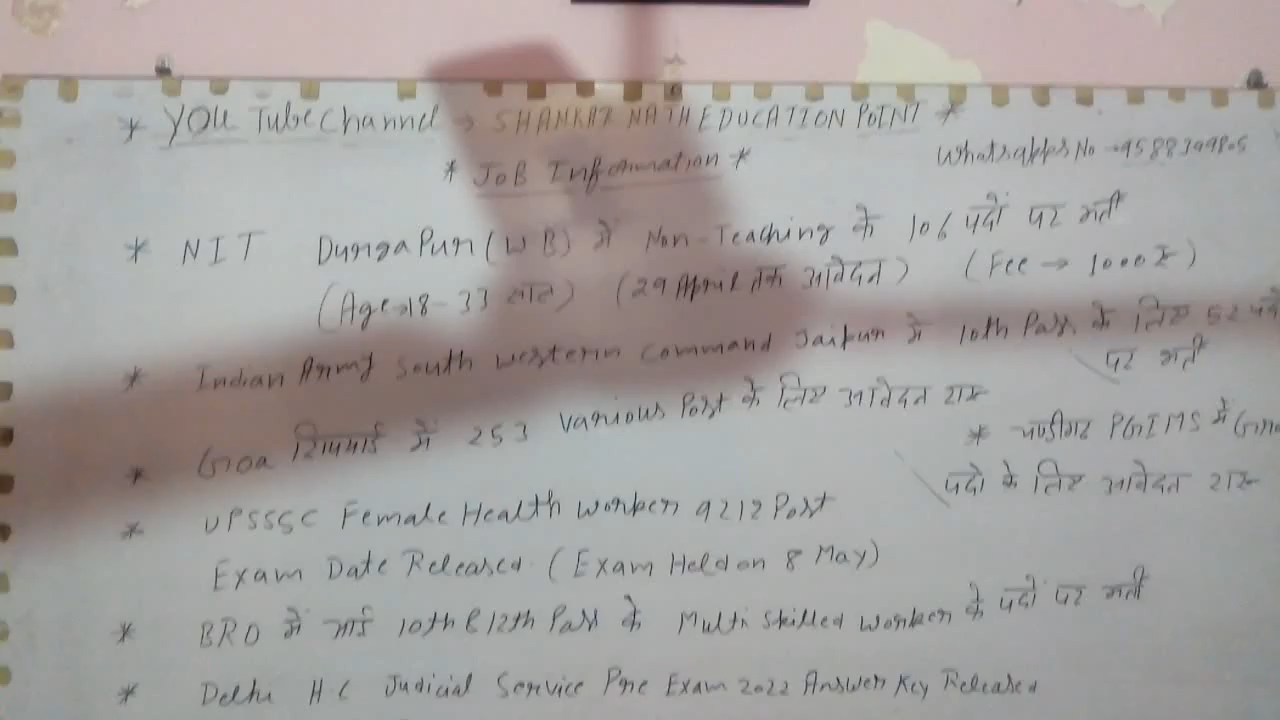 * YOU Tube Channel → SHANKAR NATH EDUCATION POINT *
* JOB Information *
Whatsapps No -
* NIT Durgapur (WB) में Non-Teaching के 106 पदों पर भर्ती
(Age→18-33 साल) (29 April तक आवेदन) (Fee → 1000 ₹)
* Indian Army South western command Jaipur में 10th Pass के लिए 52 पदो
पर भर्ती
* Goa में 253 various Post के लिए आवेदन शुरू
* चण्डीगढ PGIMS में
पदो के लिए आवेदन शुरू
* UPSSSC Female Health Worker 9212 Post
Exam Date Released (Exam Held on 8 May)
* BRO में आई 10th & 12th Pass के Multi Skilled worker के पदों पर भर्ती
* Delhi H.C Judicial Service Pre Exam 2022 Answer Key Released